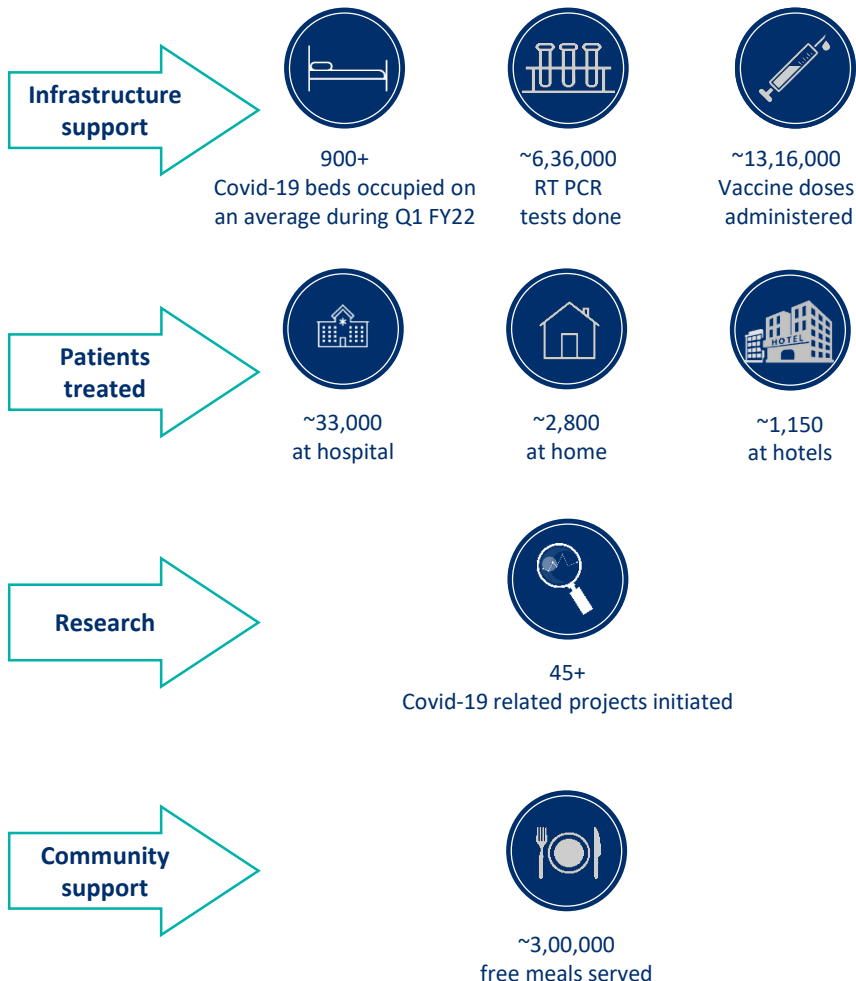 Infrastructure
support
900+
Covid-19 beds occupied on
an average during Q1 FY22
~6,36,000
RT PCR
tests done
~13,16,000
Vaccine doses
administered
Patients
treated
~33,000
at hospital
~2,800
at home
HOTEL
~1,150
at hotels
Research
45+
Covid-19 related projects initiated
Community
support
~3,00,000
free meals served